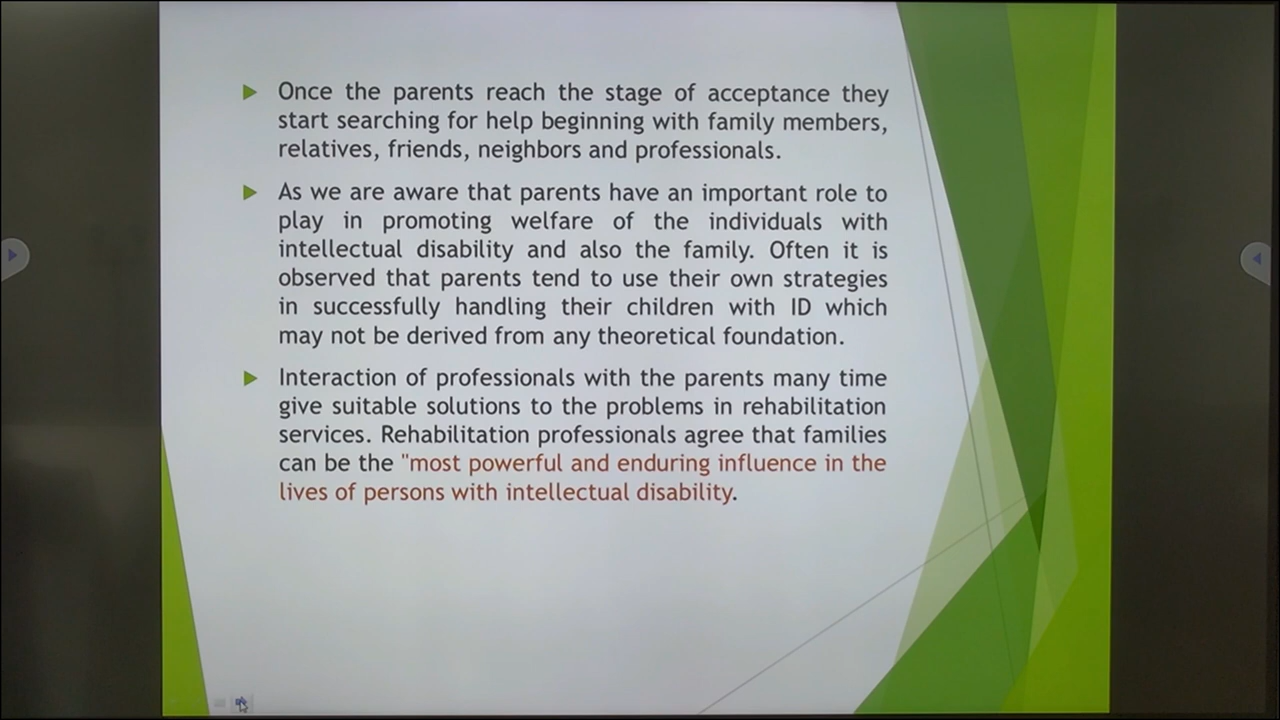 Once the parents reach the stage of acceptance they
start searching for help beginning with family members,
relatives, friends, neighbors and professionals.
As we are aware that parents have an important role to
play in promoting welfare of the individuals with
intellectual disability and also the family. Often it is
observed that parents tend to use their own strategies
in successfully handling their children with ID which
may not be derived from any theoretical foundation.
Interaction of professionals with the parents many time
give suitable solutions to the problems in rehabilitation
services. Rehabilitation professionals agree that families
can be the "most powerful and enduring influence in the
lives of persons with intellectual disability.